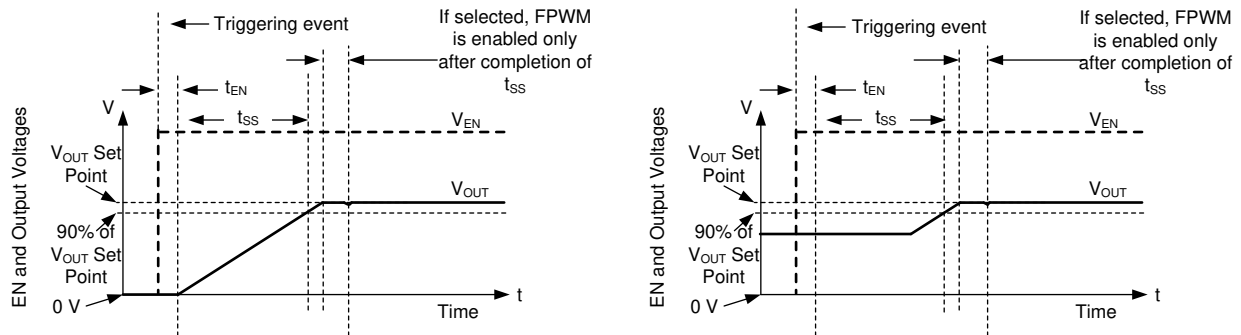 Triggering event
If selected, FPWM
is enabled only
after completion of
tSS
tEN
tSS
V
VEN
VOUT Set
Point
VOUT
90% of
VOUT Set
Point
0 V
t
Time
EN and Output Voltages
Triggering event
If selected, FPWM
is enabled only
after completion of
tSS
tEN
tSS
V
VEN
VOUT Set
Point
VOUT
90% of
VOUT Set
Point
0 V
t
Time
EN and Output Voltages